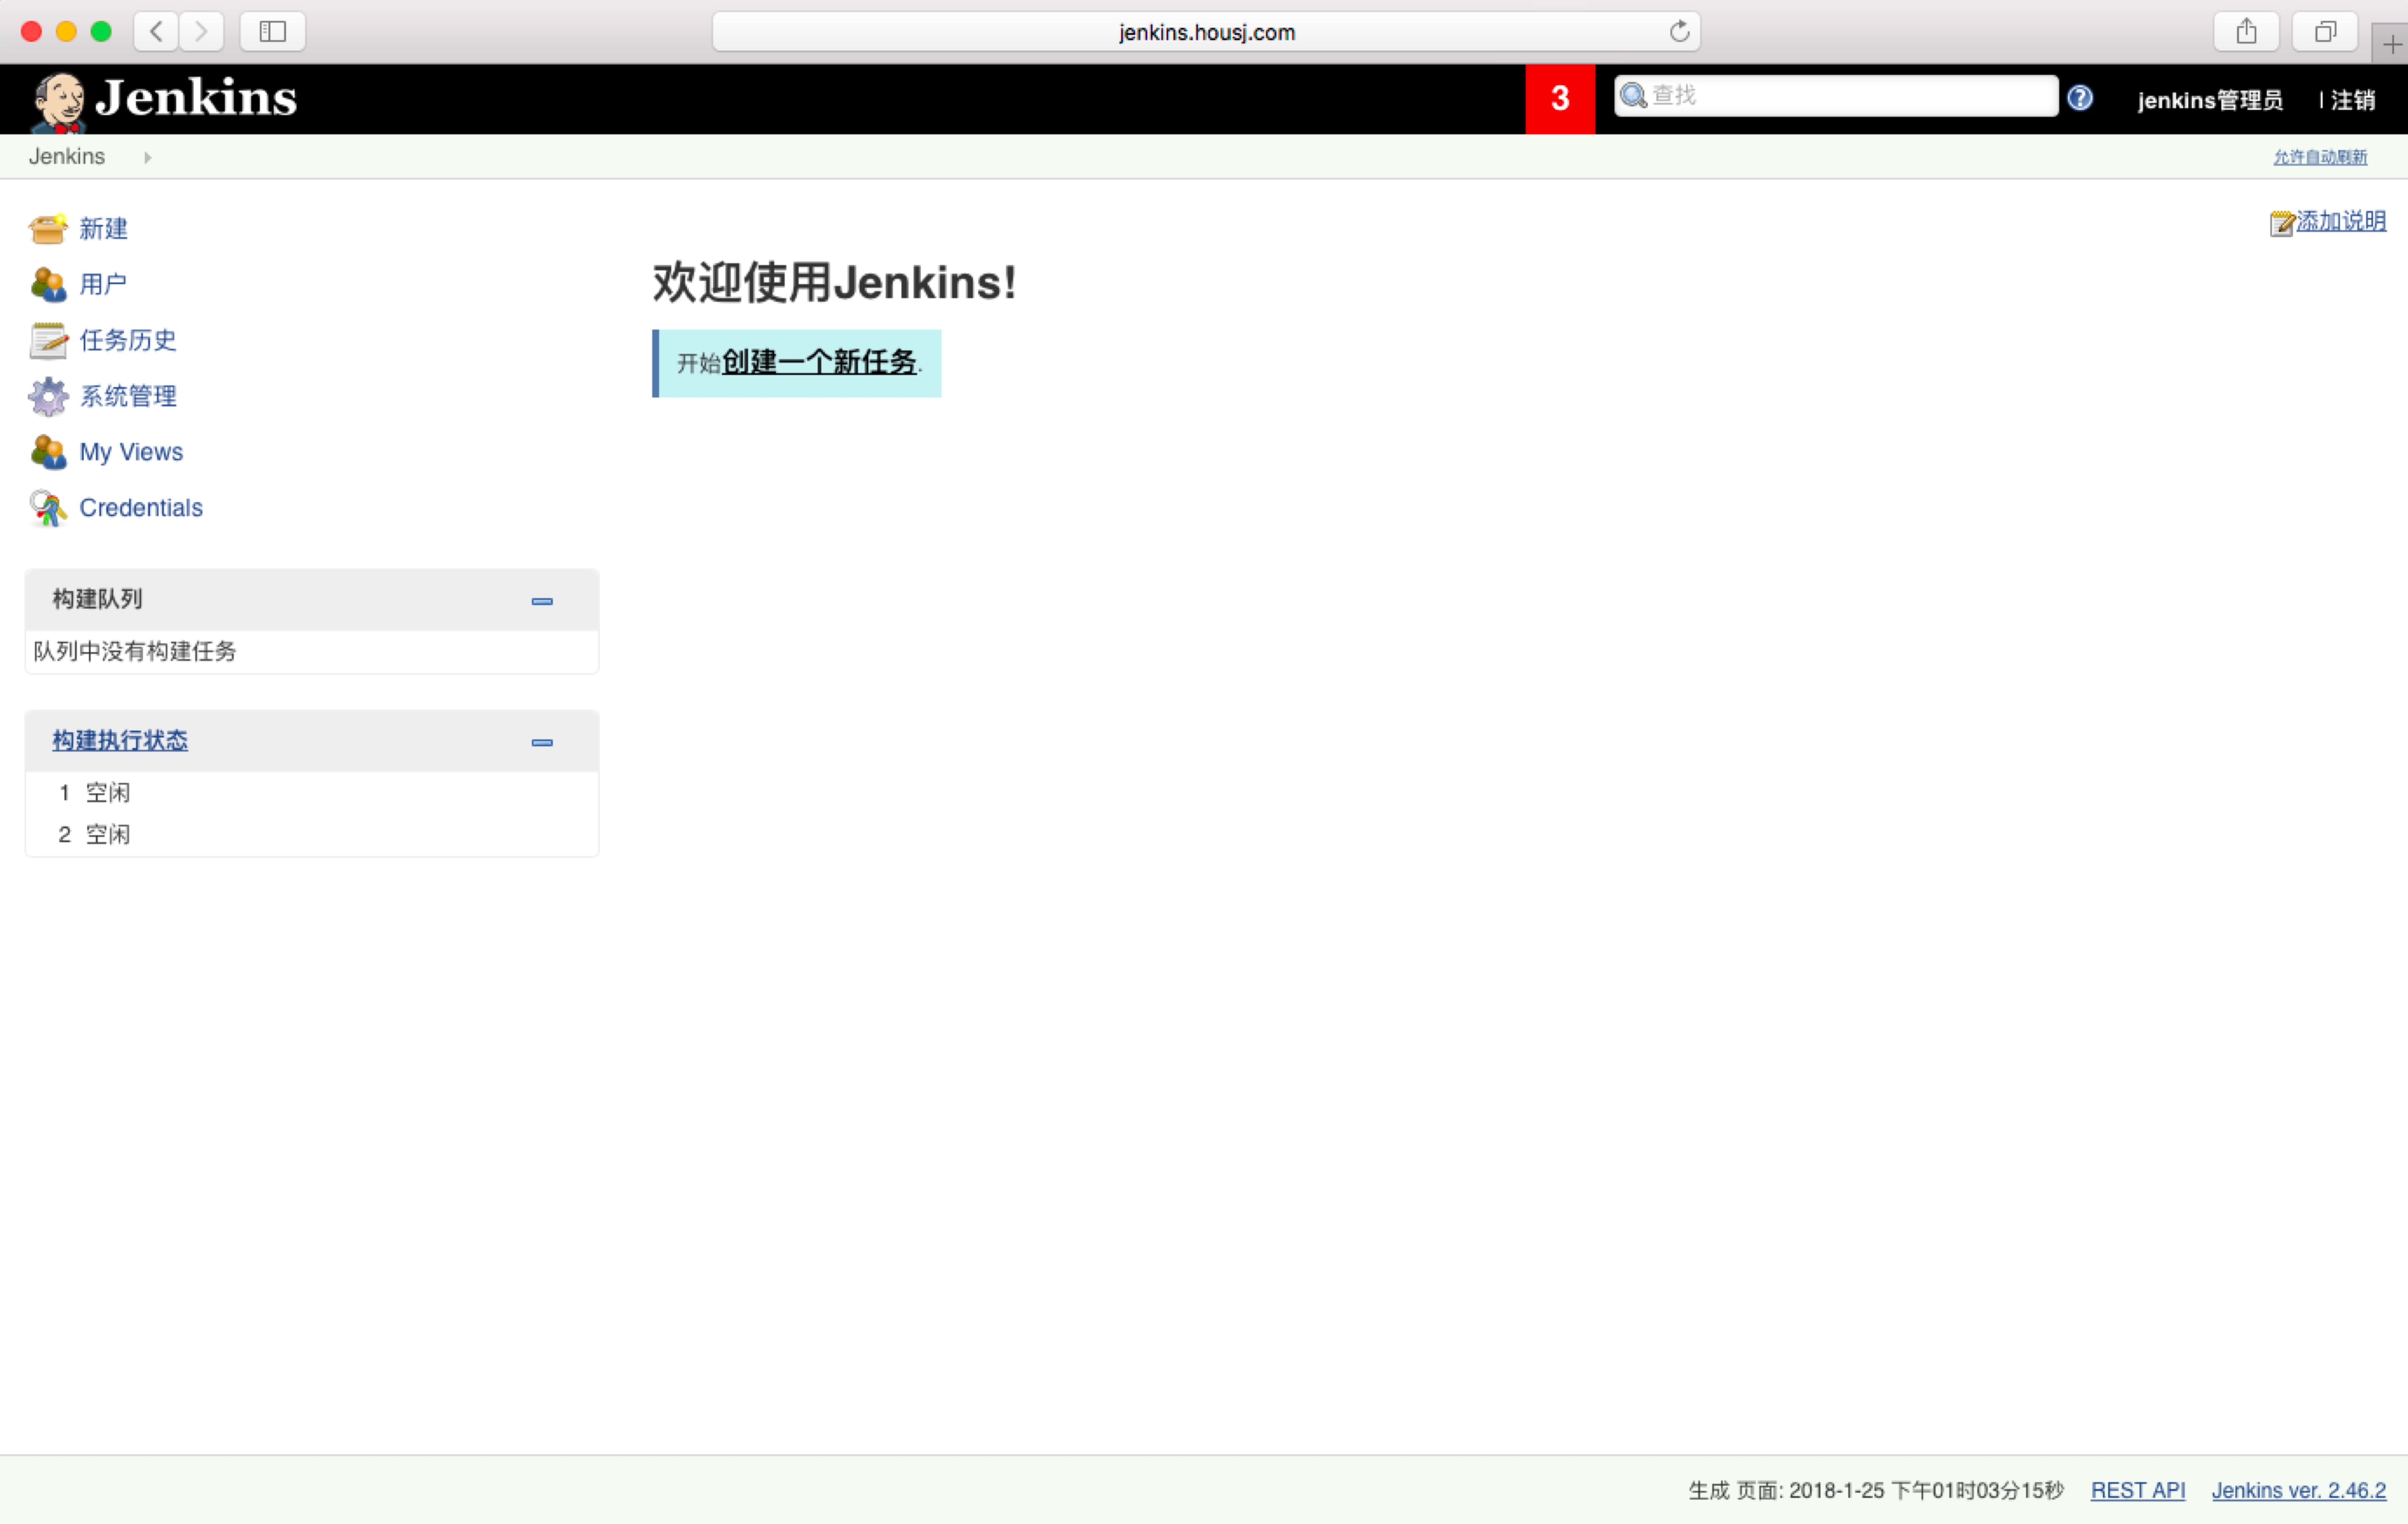 jenkins.housj.com
Jenkins
3
查找
jenkins管理员
| 注销
Jenkins
允许自动刷新
新建
用户
任务历史
系统管理
My Views
Credentials
添加说明
欢迎使用Jenkins!
开始创建一个新任务.
构建队列
队列中没有构建任务
构建执行状态
1 空闲
2 空闲
生成 页面: 2018-1-25 下午01时03分15秒 REST API Jenkins ver. 2.46.2